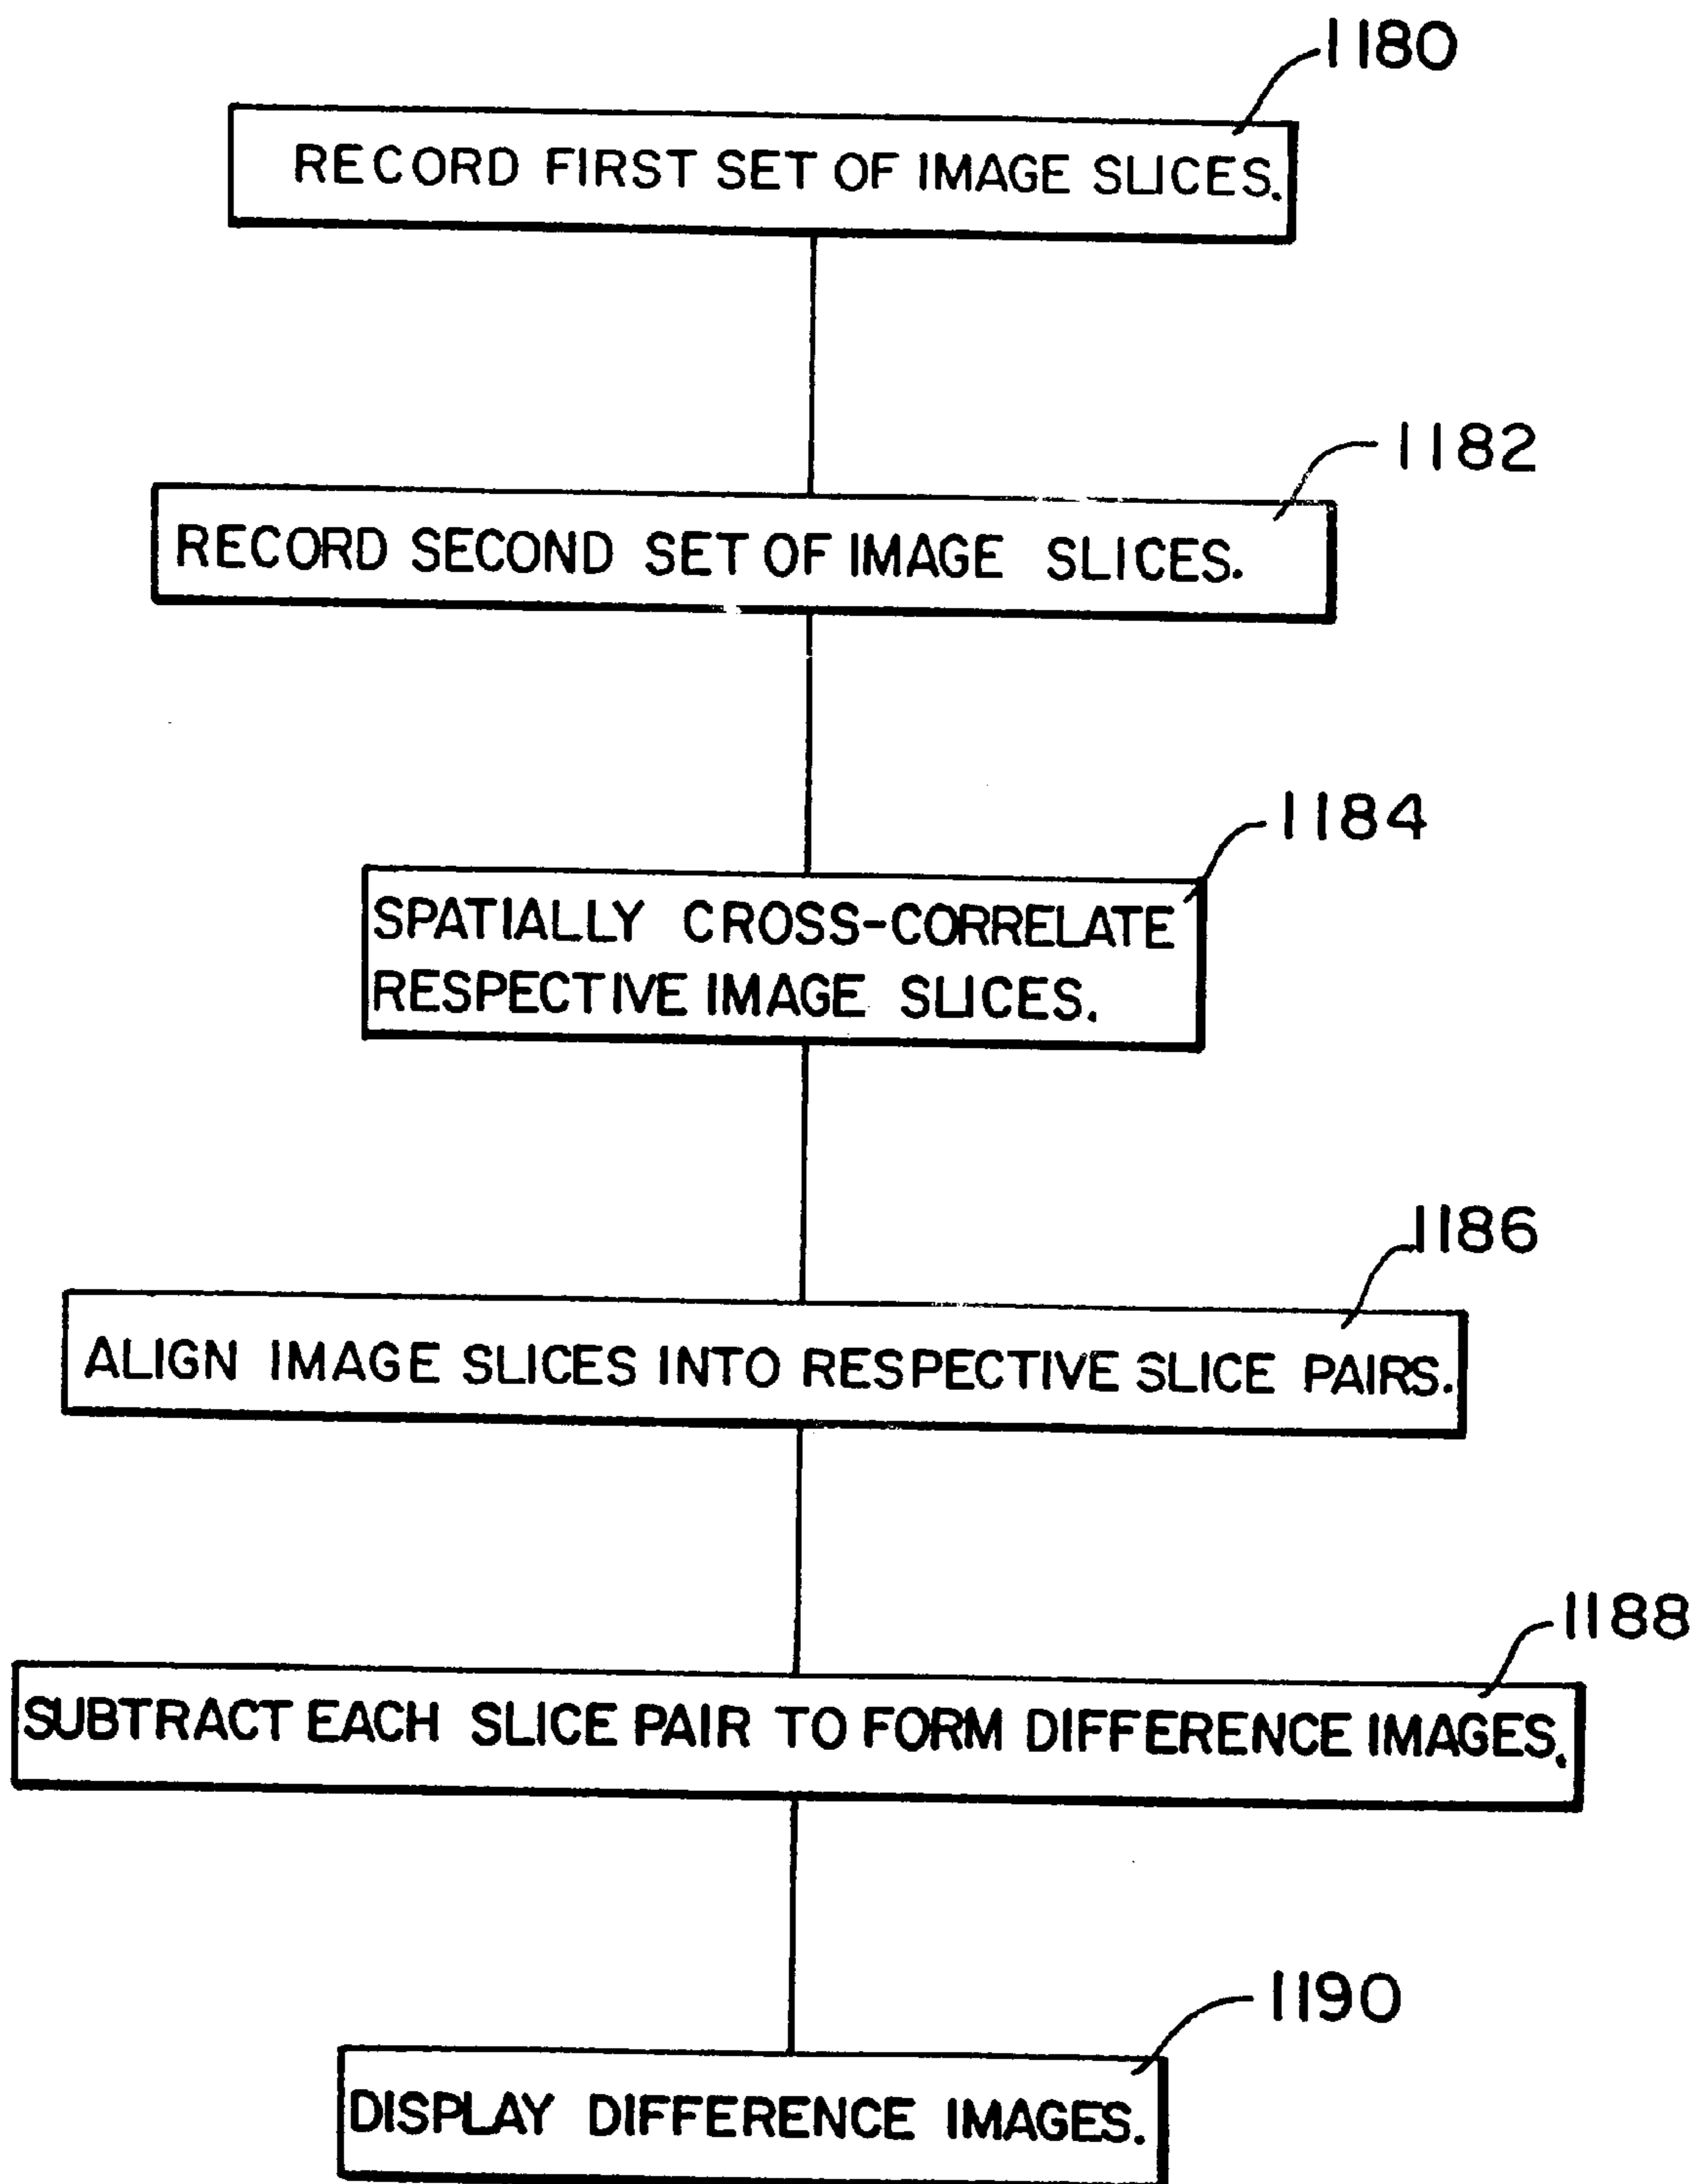 1180
RECORD FIRST SET OF IMAGE SLICES.
1182
RECORD SECOND SET OF IMAGE SLICES.
1184
SPATIALLY CROSS-CORRELATE
RESPECTIVE IMAGE SLICES.
1186
ALIGN IMAGE SLICES INTO RESPECTIVE SLICE PAIRS.
1188
SUBTRACT EACH SLICE PAIR TO FORM DIFFERENCE IMAGES.
1190
DISPLAY DIFFERENCE IMAGES.